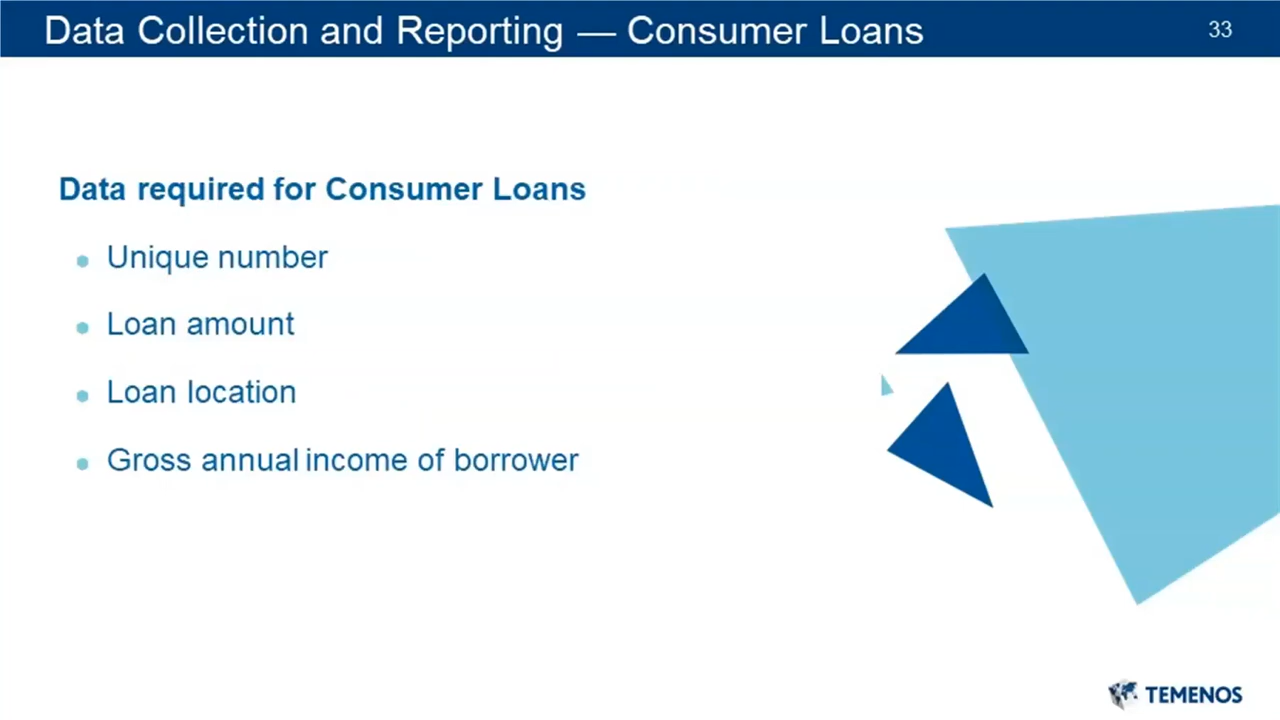 Data Collection and Reporting — Consumer Loans
33
Data required for Consumer Loans
Unique number
Loan amount
Loan location
Gross annual income of borrower
TEMENOS